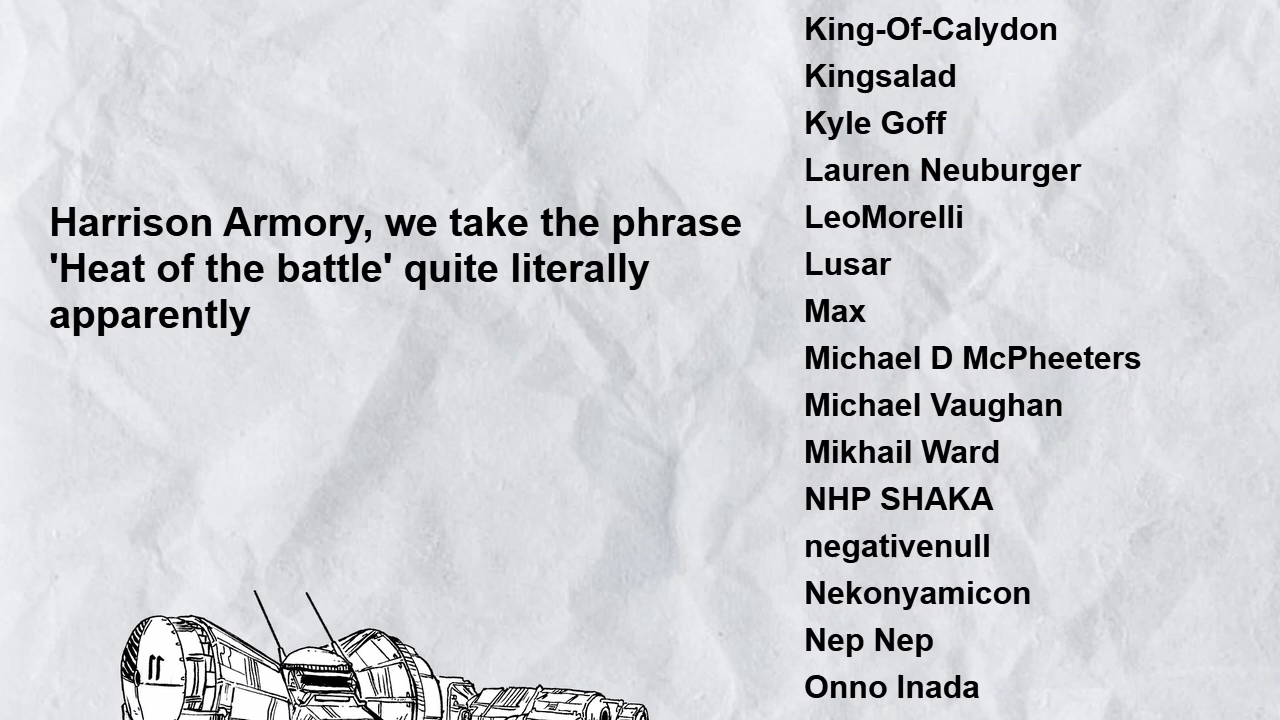 Harrison Armory, we take the phrase
'Heat of the battle' quite literally
apparently
King-Of-Calydon
Kingsalad
Kyle Goff
Lauren Neuburger
LeoMorelli
Lusar
Max
Michael D McPheeters
Michael Vaughan
Mikhail Ward
NHP SHAKA
negativenull
Nekonyamicon
Nep Nep
Onno Inada